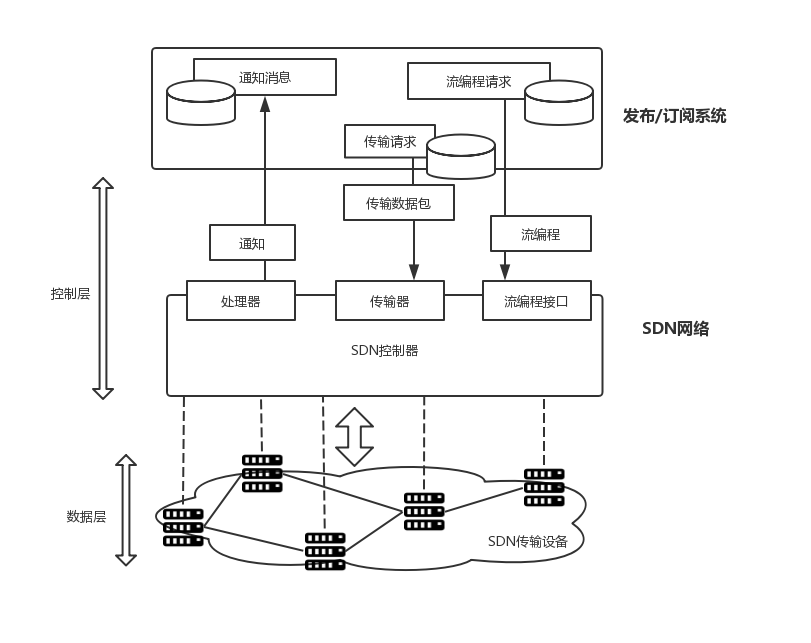 通知消息
流编程请求
发布/订阅系统
传输请求
传输数据包
通知
流编程
控制层
处理器
传输器
流编程接口
SDN网络
SDN控制器
数据层
SDN传输设备